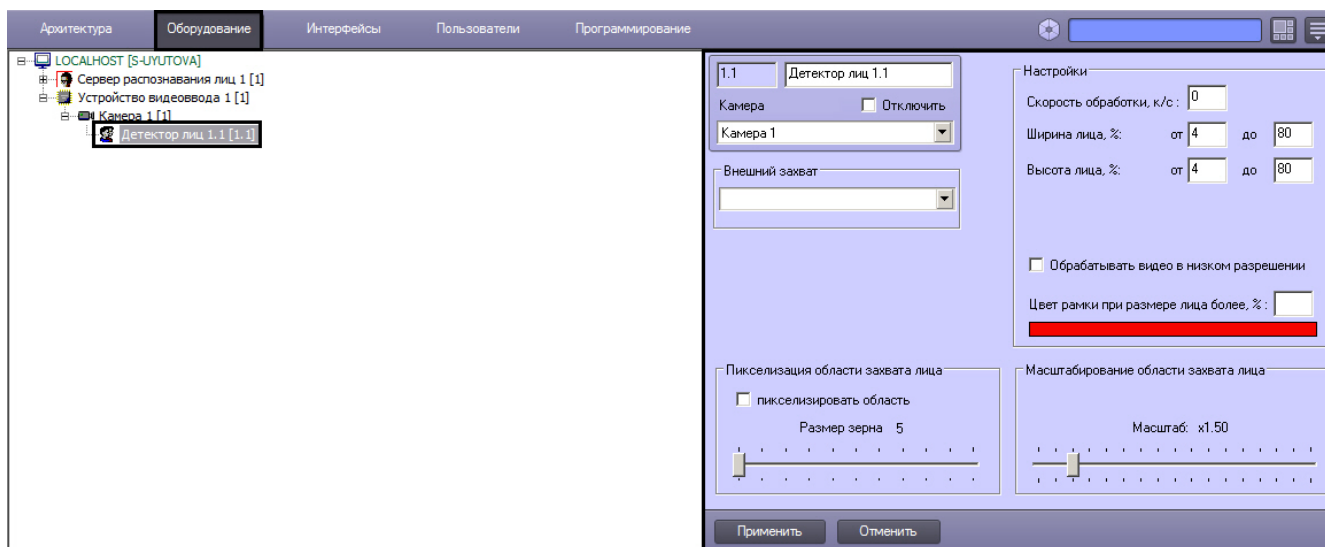 Архитектура Оборудование Интерфейсы Пользователи Программирование
LOCALHOST [S-UYUTOVA]
Сервер распознавания лиц 1 [1]
Устройство видеоввода 1 [1]
Камера 1 [1]
Детектор лиц 1.1 [1.1]
1.1 Детектор лиц 1.1
Камера Отключить
Камера 1
Внешний захват
Настройки
Скорость обработки, к/с : 0
Ширина лица, %: от 4 до 80
Высота лица, %: от 4 до 80
Обрабатывать видео в низком разрешении
Цвет рамки при размере лица более, % :
Пикселизация области захвата лица
пикселизировать область
Размер зерна 5
Масштабирование области захвата лица
Масштаб: x1.50
Применить Отменить